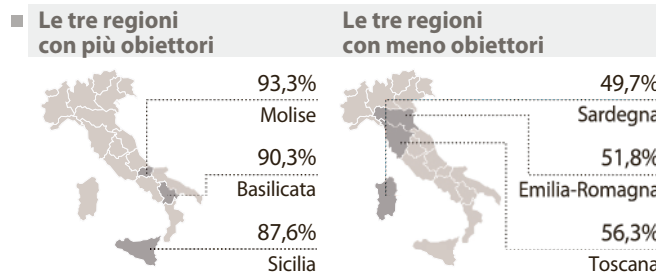 Le tre regioni
con più obiettori
93,3%
Molise
90,3%
Basilicata
87,6%
Sicilia
Le tre regioni
con meno obiettori
49,7%
Sardegna
51,8%
Emilia-Romagna
56,3%
Toscana